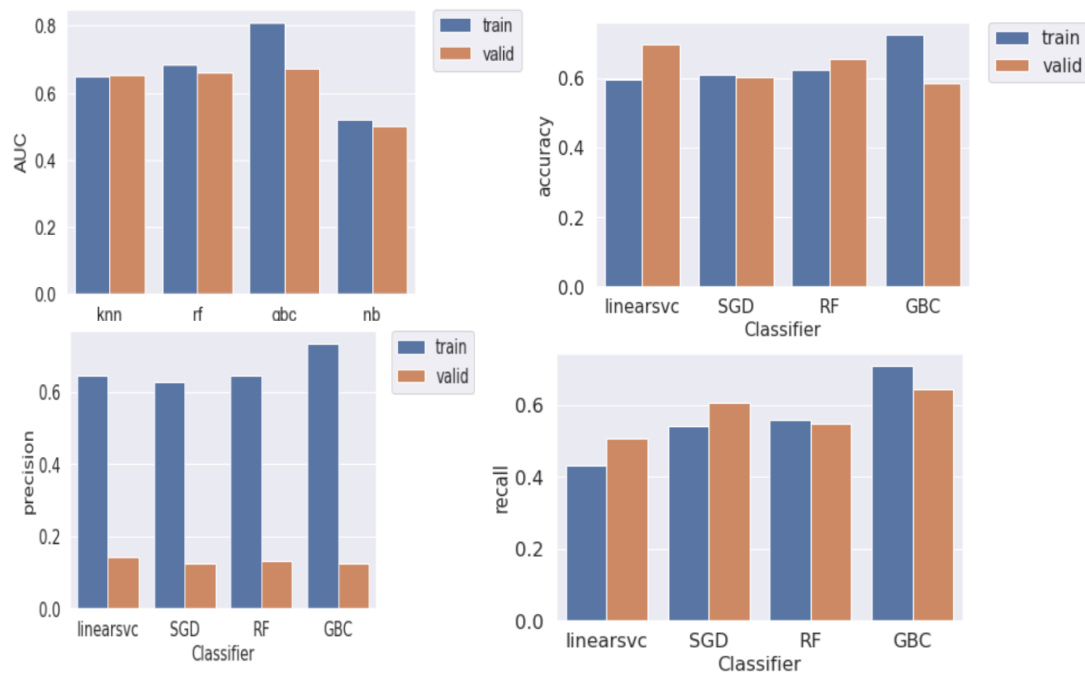 AUC
0.8
0.6
0.4
0.2
0.0
knn rf abc nb
train
valid
accuracy
0.6
0.4
0.2
0.0
linearsvc SGD RF GBC
Classifier
train
valid
precision
0.6
0.4
0.2
0.0
linearsvc SGD RF GBC
Classifier
train
valid
recall
0.6
0.4
0.2
0.0
linearsvc SGD RF GBC
Classifier